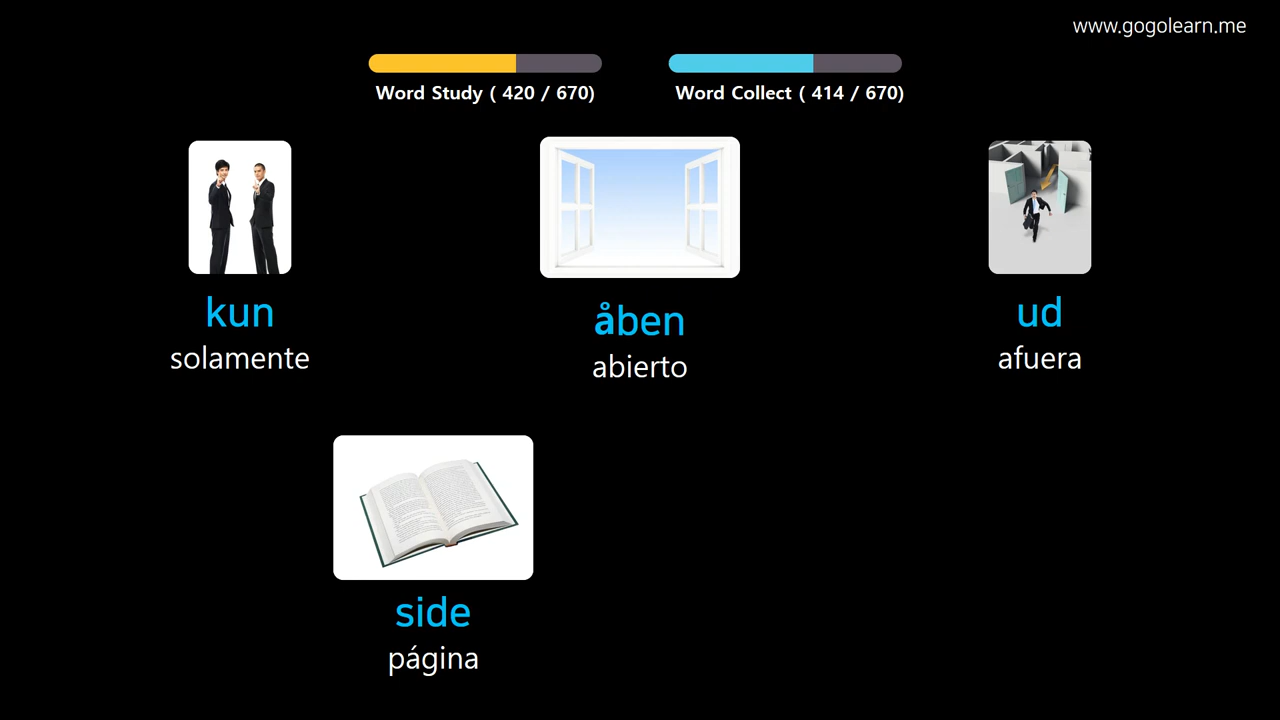 www.gogolearn.me
Word Study ( 420 / 670)
Word Collect ( 414 / 670)
kun
solamente
åben
abierto
ud
afuera
side
página